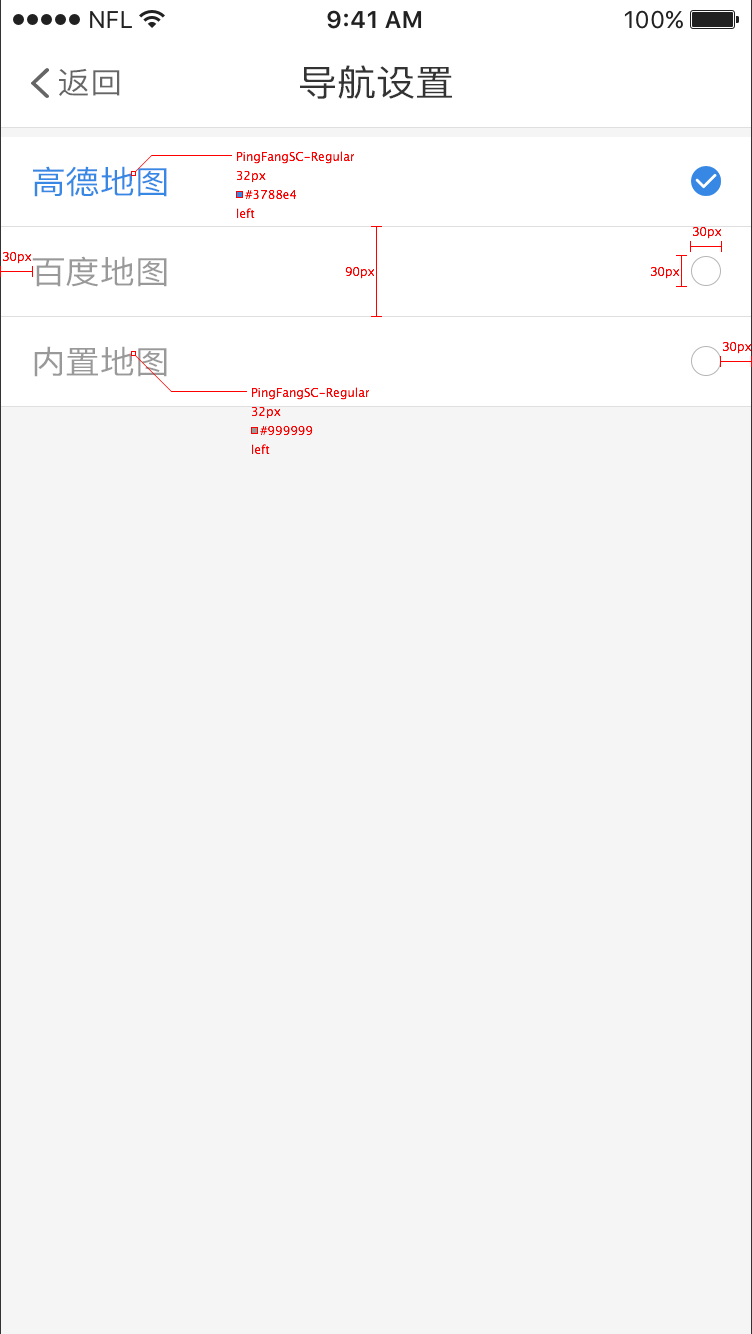 NFL 9:41 AM 100%
返回 导航设置
PingFangSC-Regular
32px
#3788e4
left
高德地图
30px
百度地图
90px
30px
30px
内置地图
30px
PingFangSC-Regular
32px
#999999
left